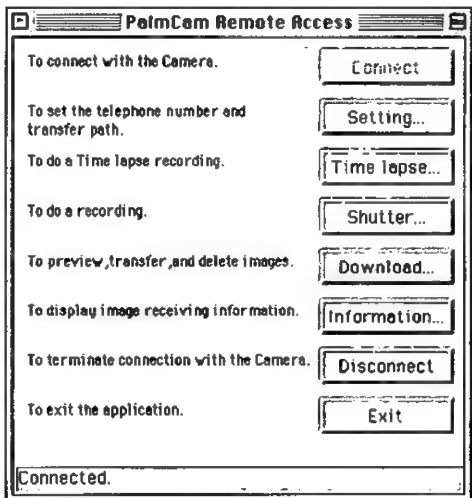 PalmCam Remote Access
To connect with the Camera.
Connect
To set the telephone number and
transfer path.
Setting...
To do a Time lapse recording.
Time lapse...
To do a recording.
Shutter...
To preview,transfer,and delete images.
Download...
To display image receiving information.
Information...
To terminate connection with the Camera.
Disconnect
To exit the application.
Exit
Connected.